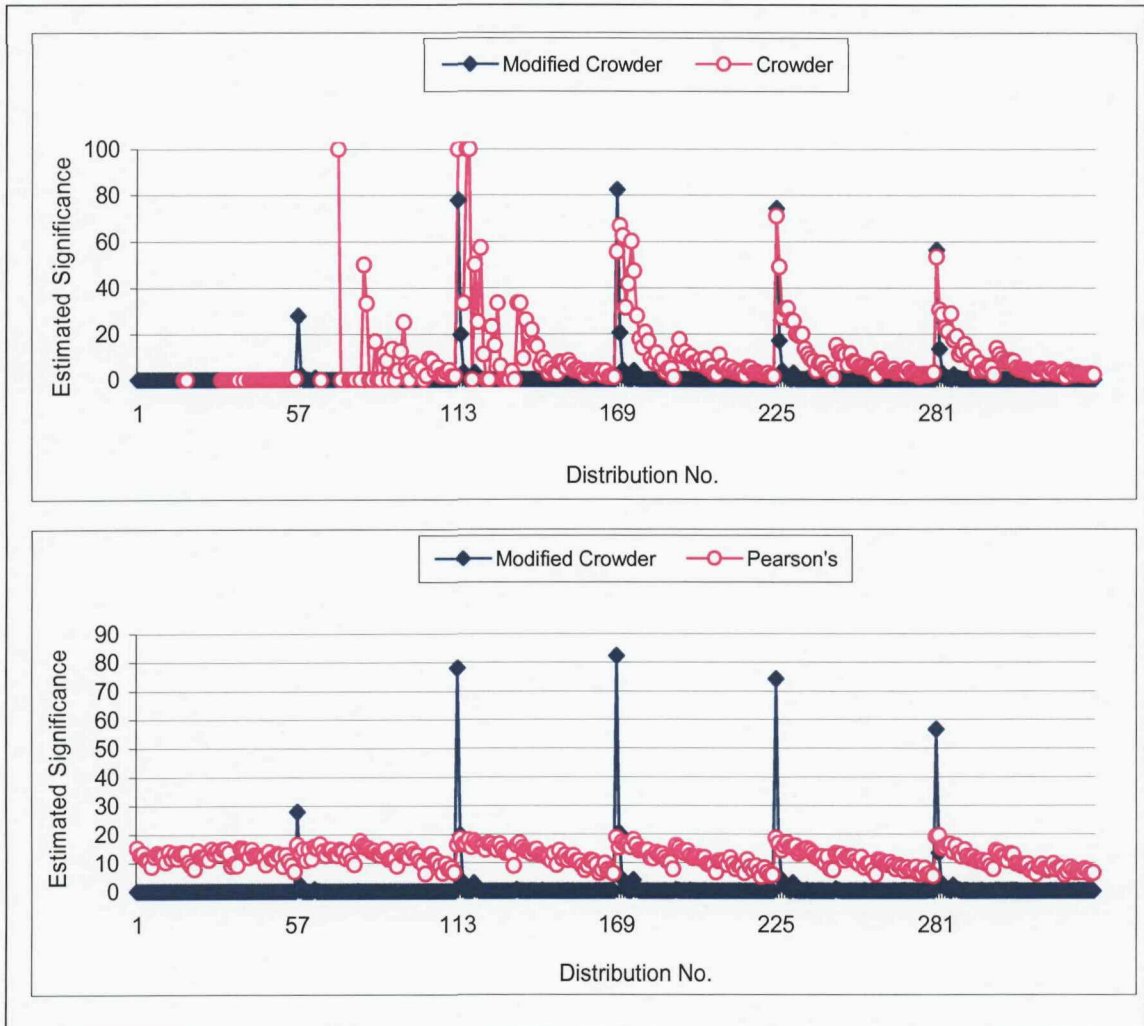 Modified Crowder Crowder
Estimated Significance
100
80
60
40
20
0
1 57 113 169 225 281
Distribution No.
Modified Crowder Pearson's
Estimated Significance
90
80
70
60
50
40
30
20
10
0
1 57 113 169 225 281
Distribution No.